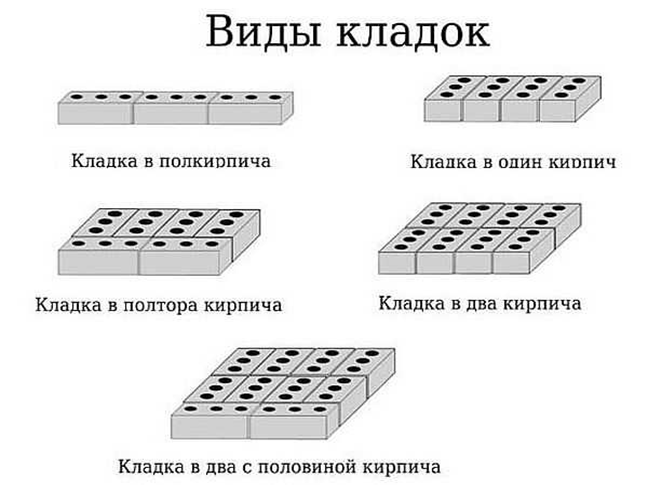 Виды кладок
Кладка в полкирпича
Кладка в один кирпич
Кладка в полтора кирпича
Кладка в два кирпича
Кладка в два с половиной кирпича